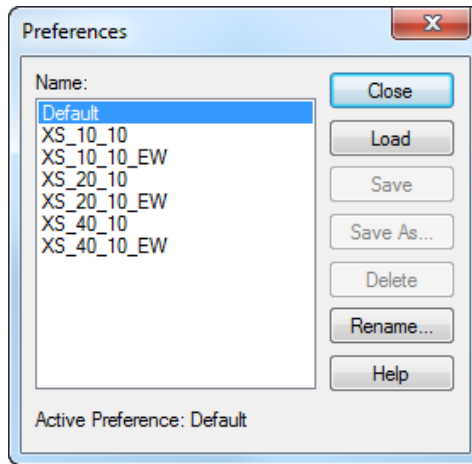 Preferences
Name:
Default
XS_10_10
XS_10_10_EW
XS_20_10
XS_20_10_EW
XS_40_10
XS_40_10_EW
Close
Load
Save
Save As...
Delete
Rename...
Help
Active Preference: Default